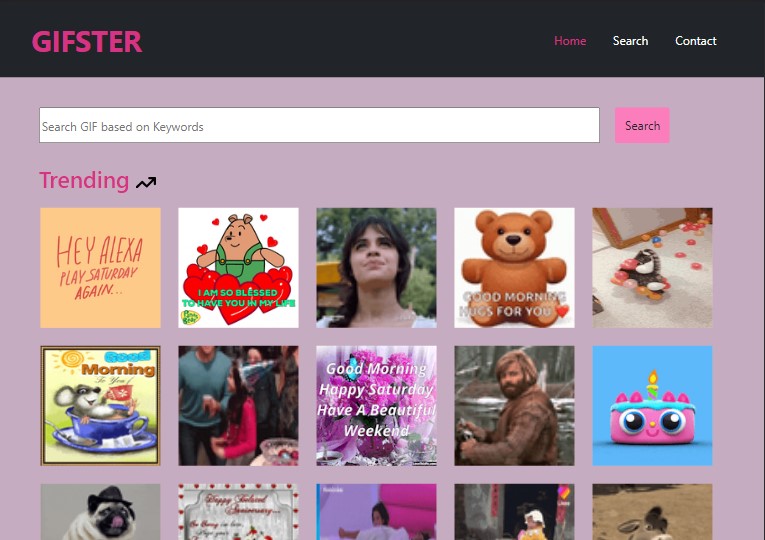 GIFSTER
Home Search Contact
Search GIF based on Keywords
Search
Trending
HEY ALEXA
PLAY SATURDAY
AGAIN...
I AM SO BLESSED
TO HAVE YOU IN MY LIFE
GOOD MORNING
HUGS FOR YOU
Good
Morning
To You!
Good Morning
Happy Saturday
Have A Beautiful
Weekend
Happy Belated
Anniversary...